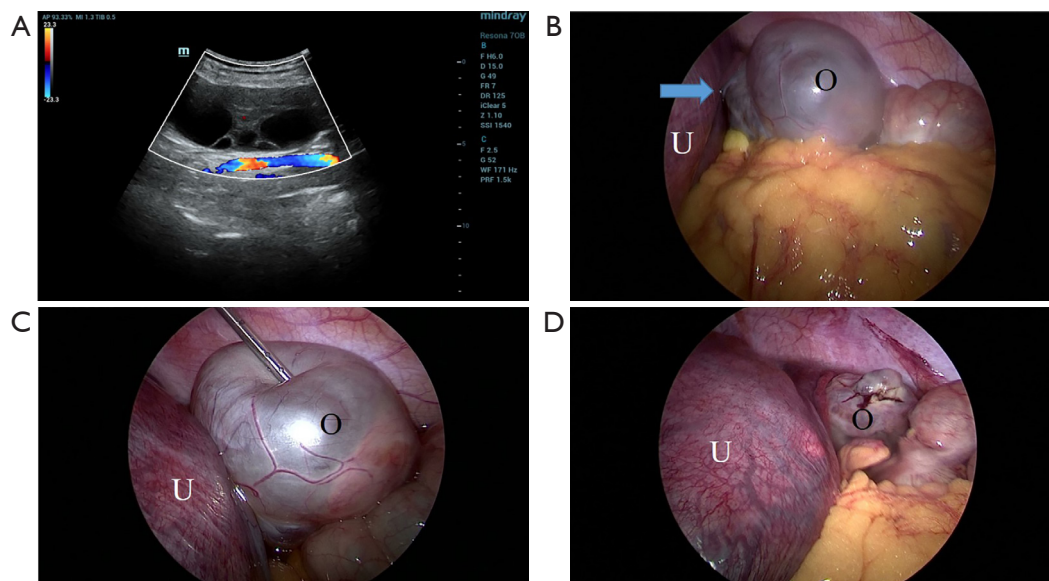 A
AP 93.33% MI 1.3 TIB 0.5
23.3
-23.3
m
mindray
Resona 7OB
B
F H6.0
D 15.0
G 49
FR 7
DR 125
iClear 5
Z 1.10
SSI 1540
C
F 2.5
G 52
WF 171 Hz
PRF 1.5k
0
5
10
B
O
U
C
O
U
D
O
U